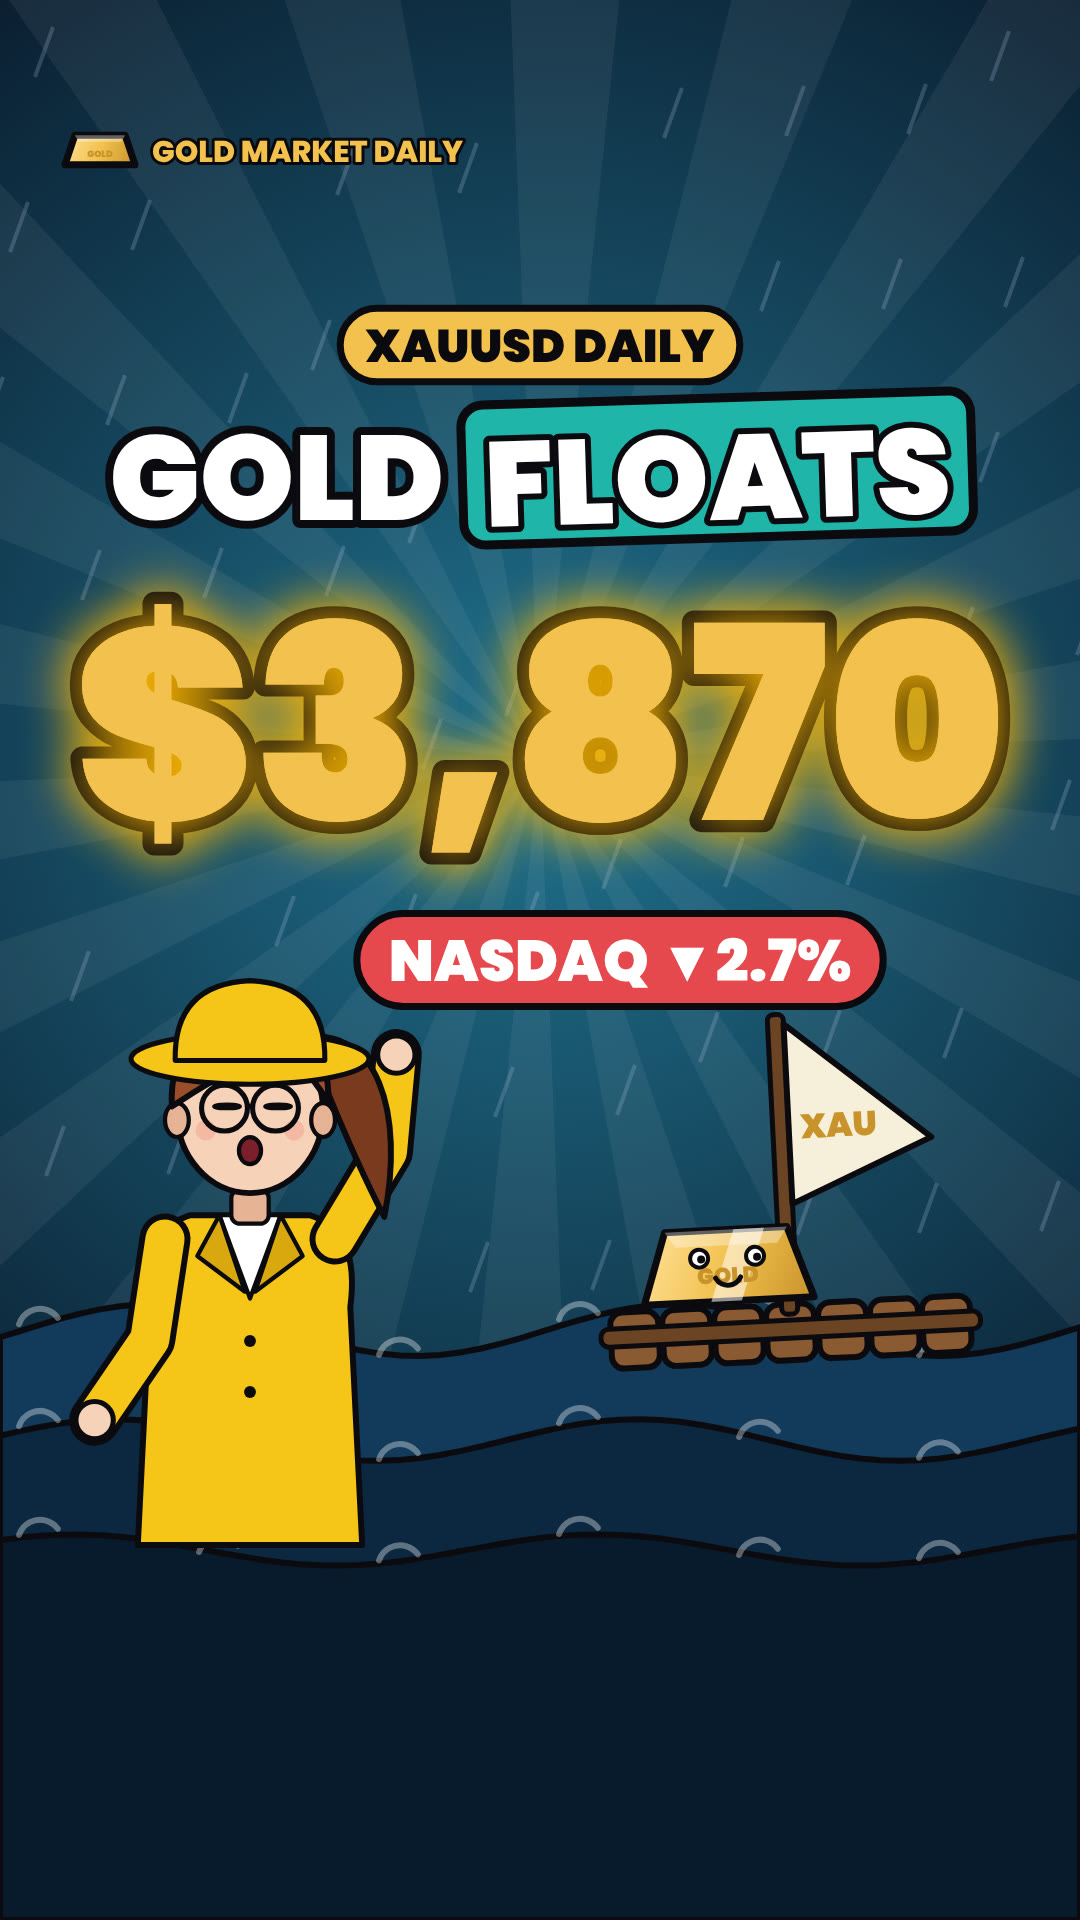 GOLD
GOLD MARKET DAILY
XAUUSD DAILY
GOLD FLOATS
$3,870
NASDAQ ▼ 2.7%
XAU
GOLD